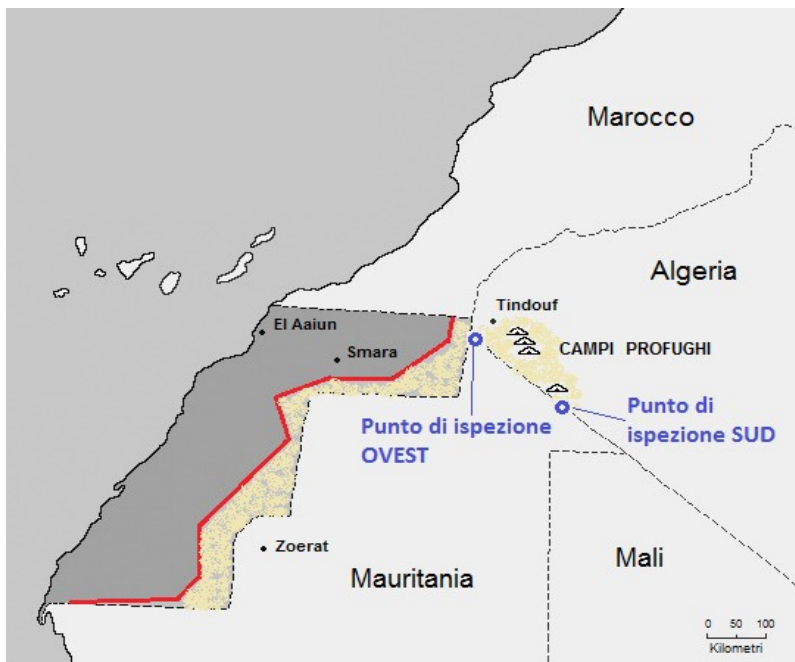 Marocco
Algeria
Tindouf
El Aaiun
Smara
CAMPI PROFUGHI
Punto di ispezione
OVEST
Punto di
ispezione SUD
Zoerat
Mauritania
Mali
0 50 100
Kilometri